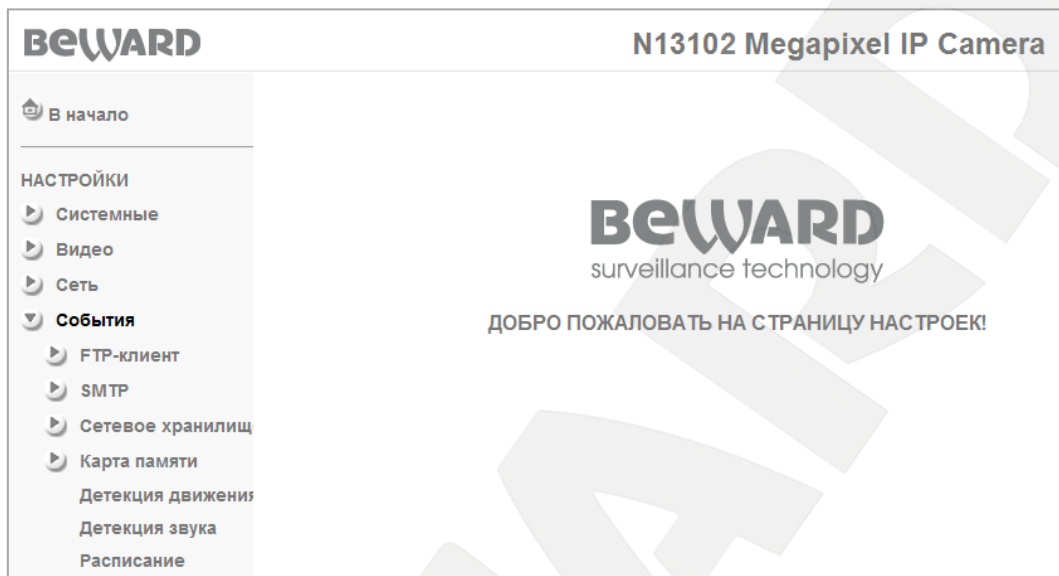 BEWARD
N13102 Megapixel IP Camera
В начало
НАСТРОЙКИ
Системные
Видео
Сеть
События
FTP-клиент
SMTP
Сетевое хранилищ
Карта памяти
Детекция движения
Детекция звука
Расписание
BEWARD
surveillance technology
ДОБРО ПОЖАЛОВАТЬ НА СТРАНИЦУ НАСТРОЕК!